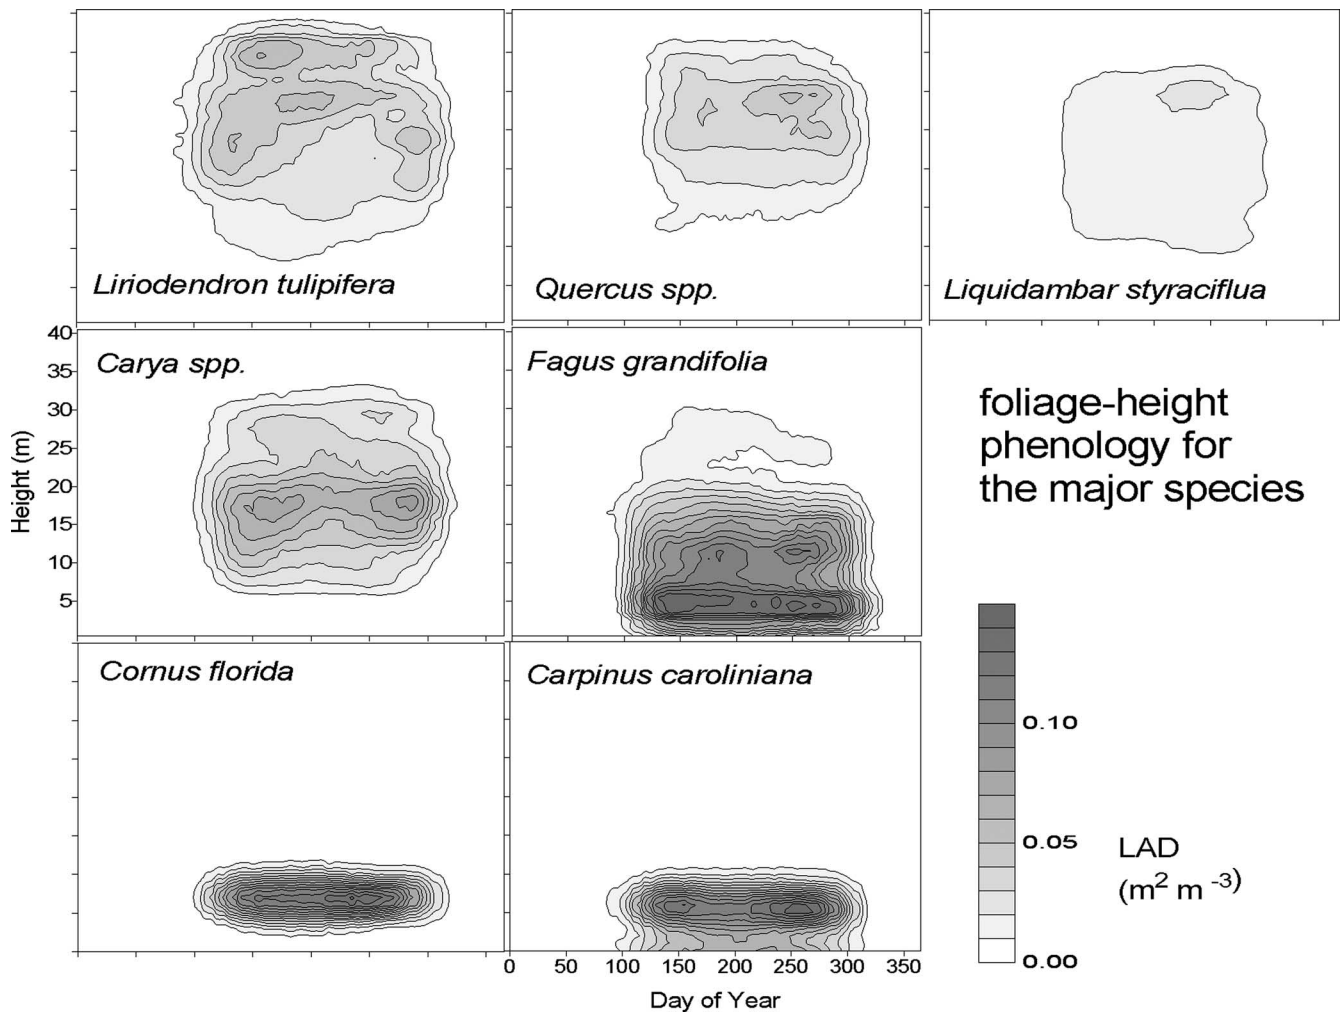 Liriodendron tulipifera
Quercus spp.
Liquidambar styraciflua
Carya spp.
Fagus grandifolia
foliage-height
phenology for
the major species
40
35
30
25
20
15
10
5
Height (m)
Cornus florida
Carpinus caroliniana
0.10
0.05
0.00
LAD
(m² m ⁻³)
0 50 100 150 200 250 300 350
Day of Year